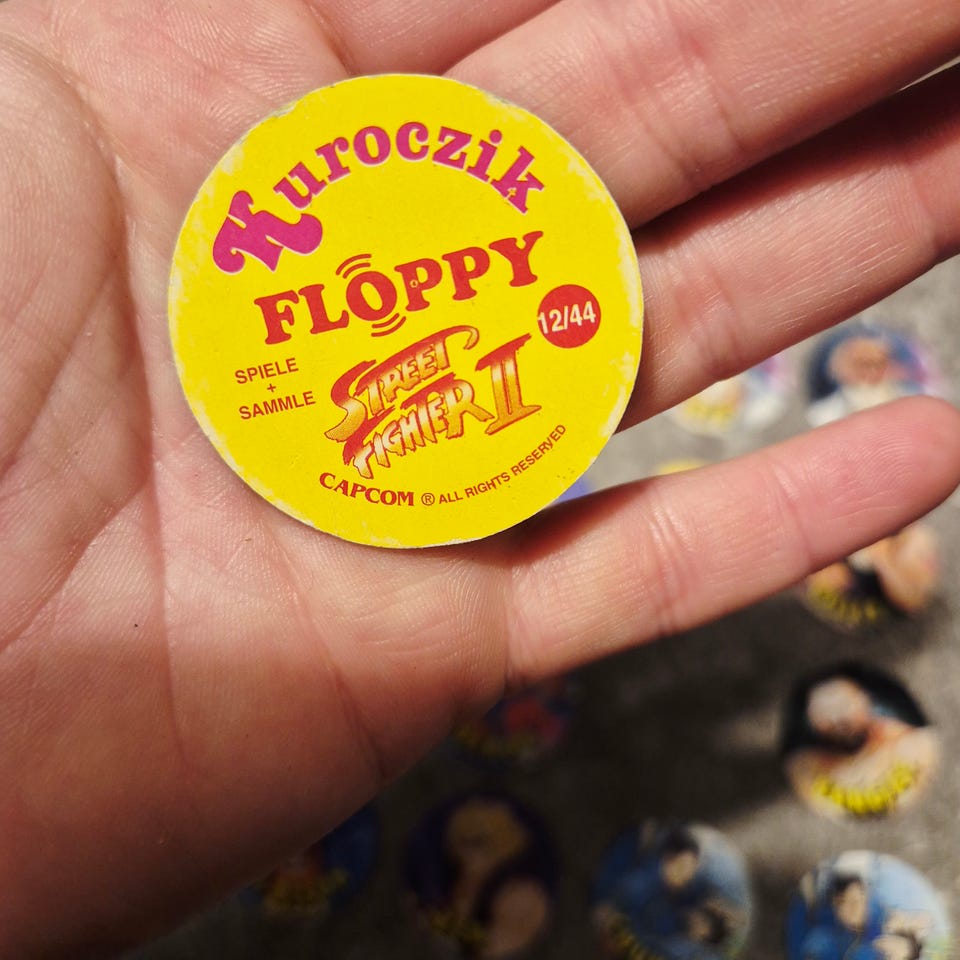 Kuroczik
FLOPPY
12/44
SPIELE
+
SAMMLE
STREET
FIGHTER II
CAPCOM ® ALL RIGHTS RESERVED